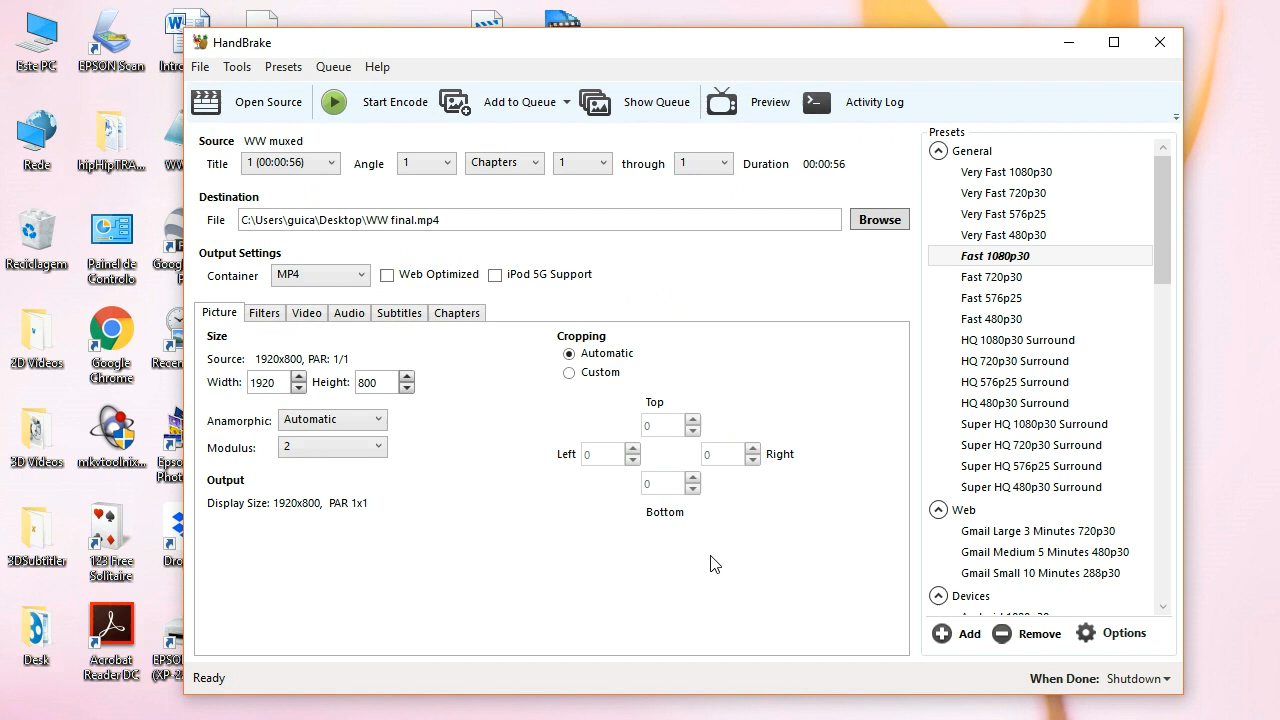 HandBrake
File Tools Presets Queue Help
Open Source Start Encode Add to Queue Show Queue Preview Activity Log
Source WW muxed
Title 1 (00:00:56) Angle 1 Chapters 1 through 1 Duration 00:00:56
Destination
File C:\Users\guica\Desktop\WW final.mp4 Browse
Output Settings
Container MP4 Web Optimized iPod 5G Support
Picture Filters Video Audio Subtitles Chapters
Size
Source: 1920x800, PAR: 1/1
Width: 1920 Height: 800
Anamorphic: Automatic
Modulus: 2
Output
Display Size: 1920x800, PAR 1x1
Cropping
Automatic
Custom
Top
0
Left 0 0 Right
0
Bottom
Presets
General
Very Fast 1080p30
Very Fast 720p30
Very Fast 576p25
Very Fast 480p30
Fast 1080p30
Fast 720p30
Fast 576p25
Fast 480p30
HQ 1080p30 Surround
HQ 720p30 Surround
HQ 576p25 Surround
HQ 480p30 Surround
Super HQ 1080p30 Surround
Super HQ 720p30 Surround
Super HQ 576p25 Surround
Super HQ 480p30 Surround
Web
Gmail Large 3 Minutes 720p30
Gmail Medium 5 Minutes 480p30
Gmail Small 10 Minutes 288p30
Devices
Add Remove Options
Ready When Done: Shutdown
Este PC
EPSON Scan
Rede
hipHipTRA...
Reciclagem
Painel de
Controlo
2D Videos
Google
Chrome
3D Videos
mkvtoolnix...
3DSubtitler
123 Free
Solitaire
Desk
Acrobat
Reader DC